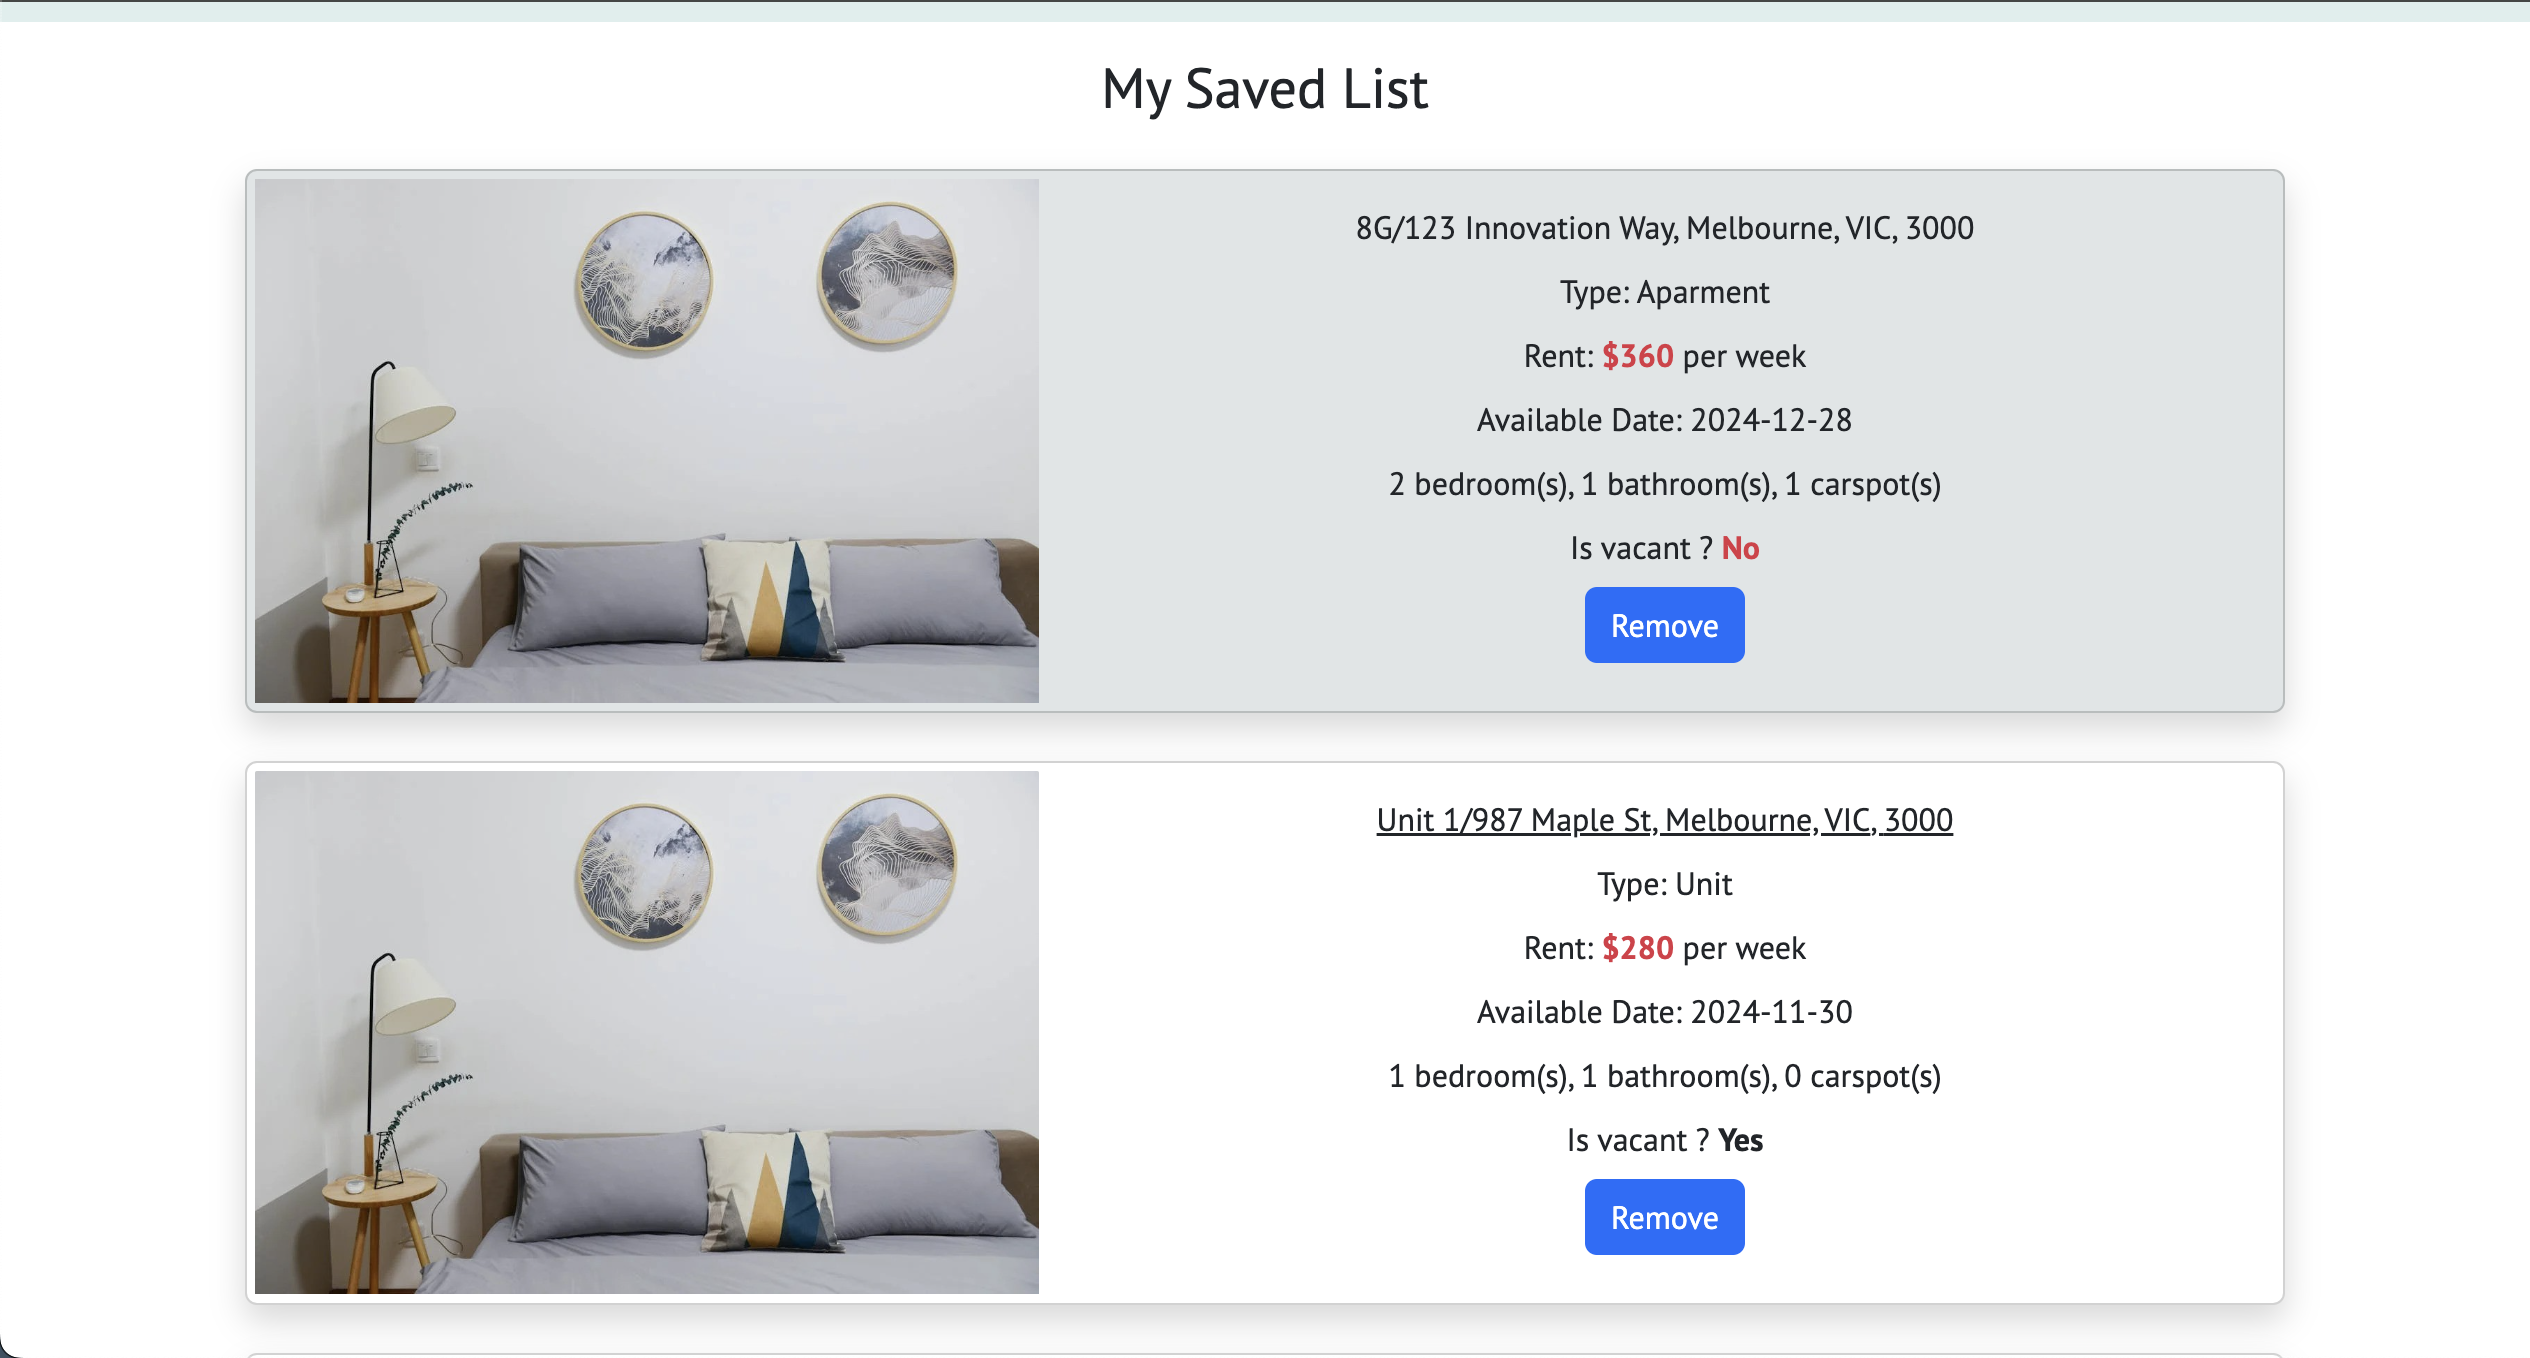 My Saved List
8G/123 Innovation Way, Melbourne, VIC, 3000
Type: Aparment
Rent: $360 per week
Available Date: 2024-12-28
2 bedroom(s), 1 bathroom(s), 1 carspot(s)
Is vacant ? No
Remove
Unit 1/987 Maple St, Melbourne, VIC, 3000
Type: Unit
Rent: $280 per week
Available Date: 2024-11-30
1 bedroom(s), 1 bathroom(s), 0 carspot(s)
Is vacant ? Yes
Remove